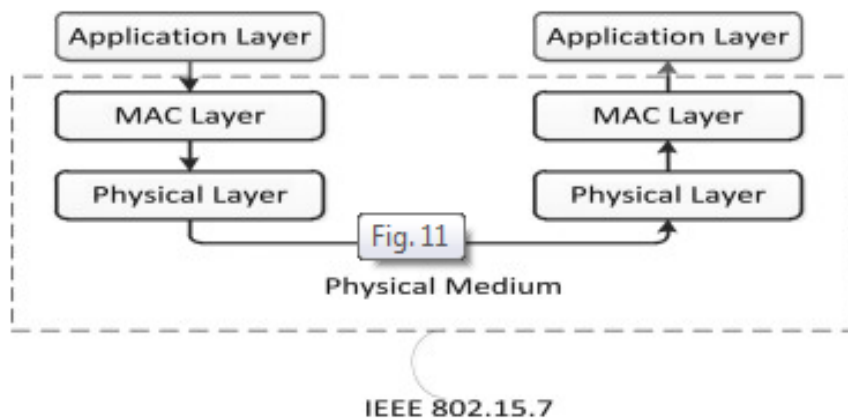 Application Layer
Application Layer
MAC Layer
MAC Layer
Physical Layer
Physical Layer
Fig. 11
Physical Medium
IEEE 802.15.7